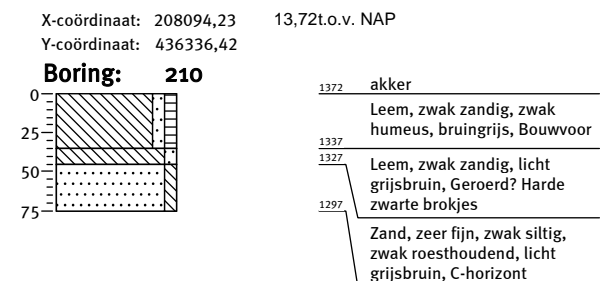 X-coördinaat: 208094,23 13,72t.o.v. NAP
Y-coördinaat: 436336,42
Boring: 210
0
25
50
75
1372 akker
Leem, zwak zandig, zwak
humeus, bruingrijs, Bouwvoor
1337
1327 Leem, zwak zandig, licht
grijsbruin, Geroerd? Harde
zwarte brokjes
1297
Zand, zeer fijn, zwak siltig,
zwak roesthoudend, licht
grijsbruin, C-horizont